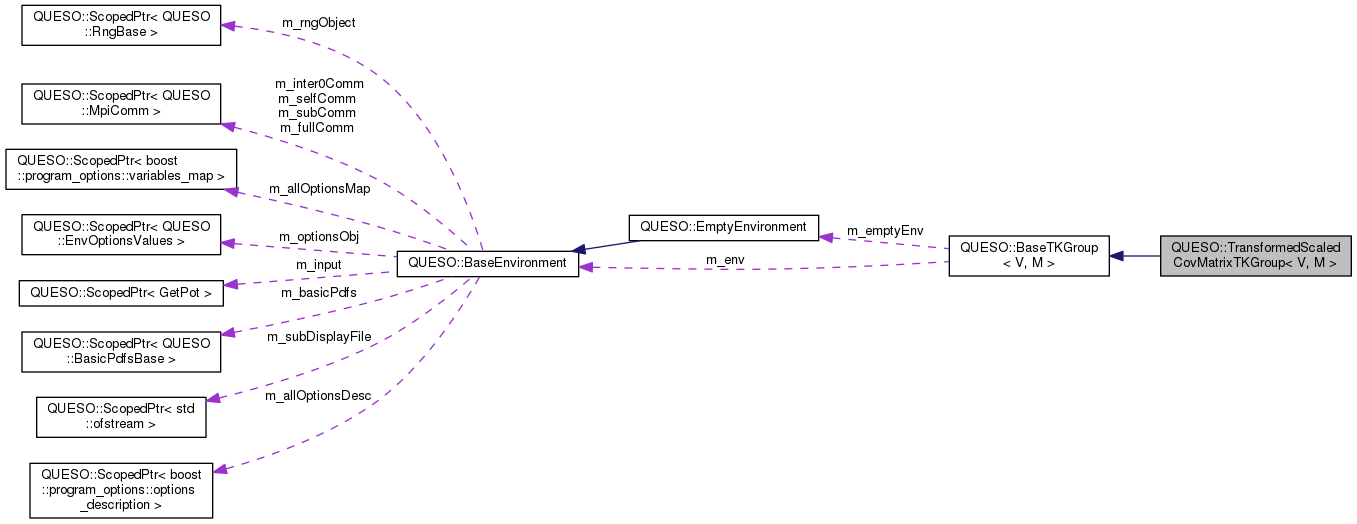 QUESO::ScopedPtr< QUESO
::RngBase >
m_rngObject
QUESO::ScopedPtr< QUESO
::MpiComm >
m_inter0Comm
m_selfComm
m_subComm
m_fullComm
QUESO::ScopedPtr< boost
::program_options::variables_map >
m_allOptionsMap
QUESO::ScopedPtr< QUESO
::EnvOptionsValues >
m_optionsObj
QUESO::ScopedPtr< GetPot >
m_input
QUESO::ScopedPtr< QUESO
::BasicPdfsBase >
m_basicPdfs
QUESO::ScopedPtr< std
::ofstream >
m_subDisplayFile
QUESO::ScopedPtr< boost
::program_options::options
_description >
m_allOptionsDesc
QUESO::BaseEnvironment
QUESO::EmptyEnvironment
m_emptyEnv
m_env
QUESO::BaseTKGroup
< V, M >
QUESO::TransformedScaled
CovMatrixTKGroup< V, M >